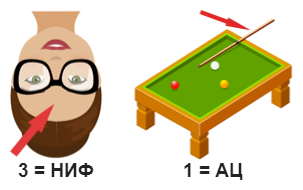 3 = НИФ
1 = АЦ